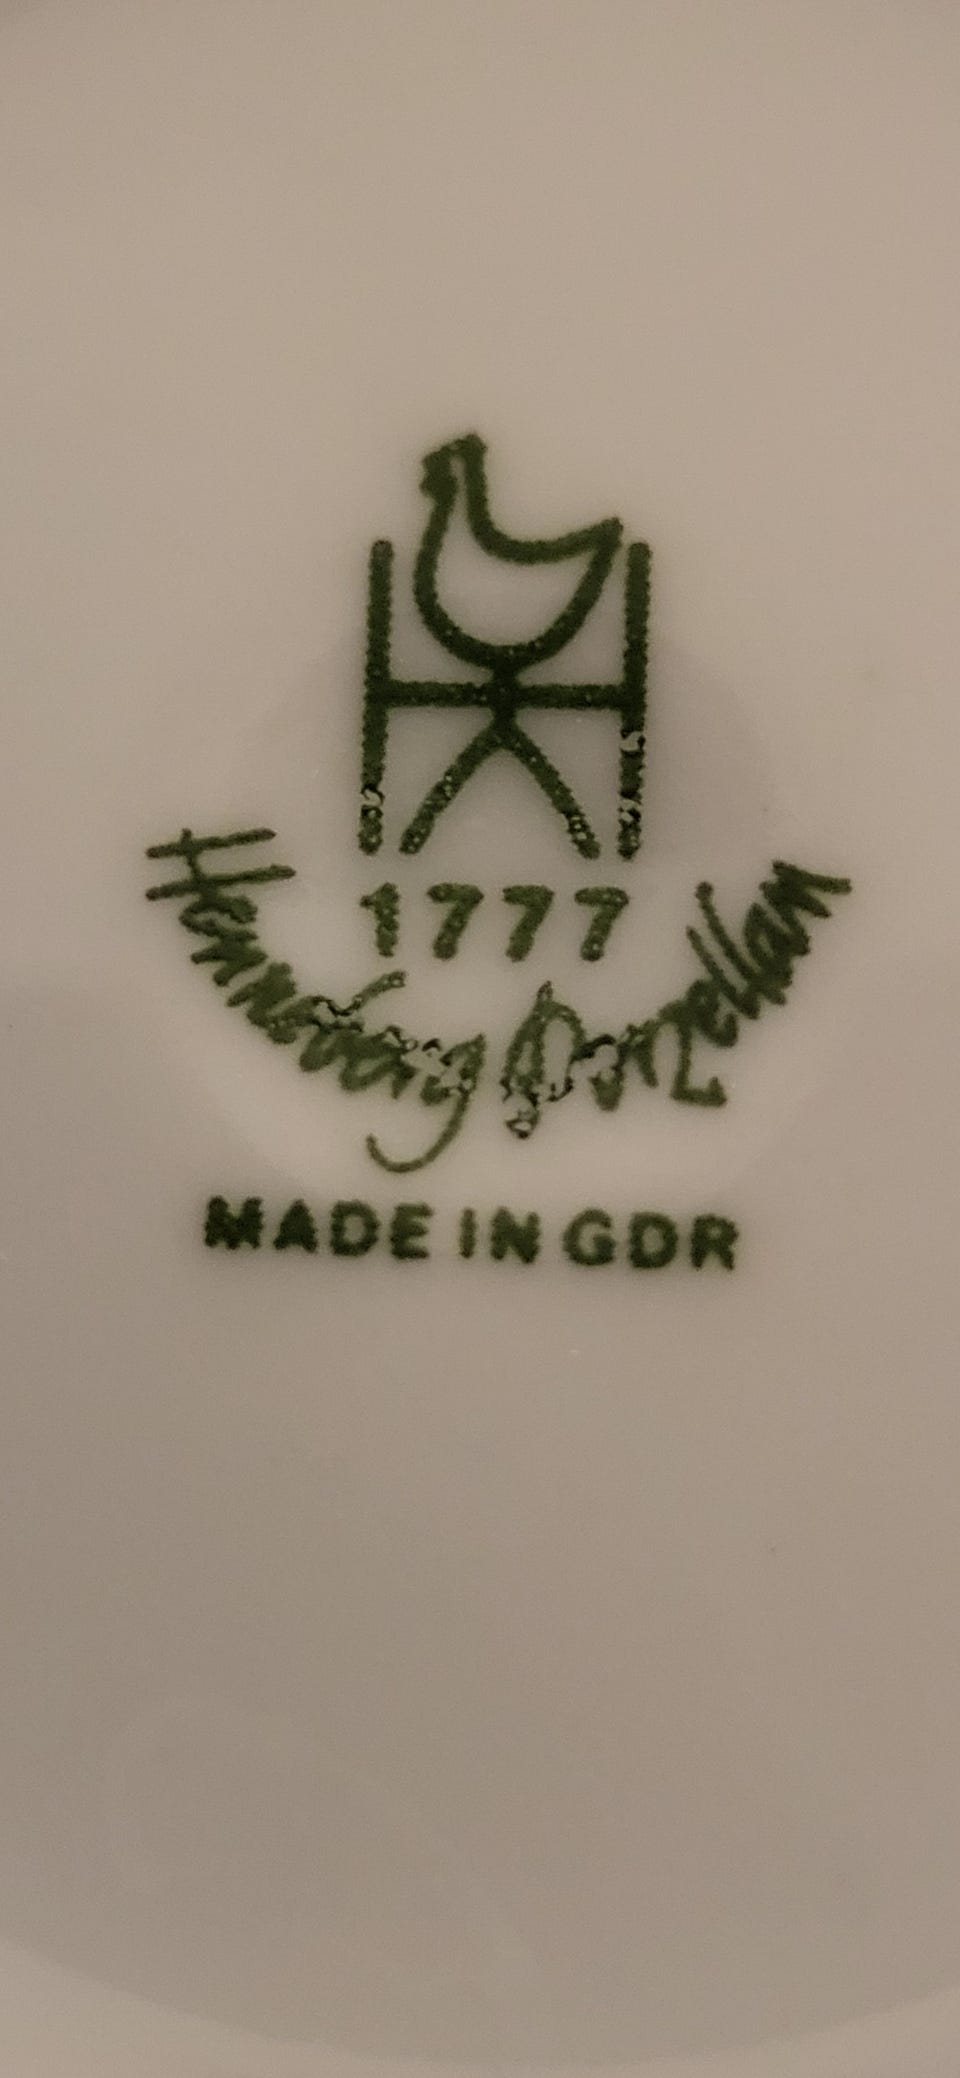 1777
Henneberg Porzellan
MADE IN GDR